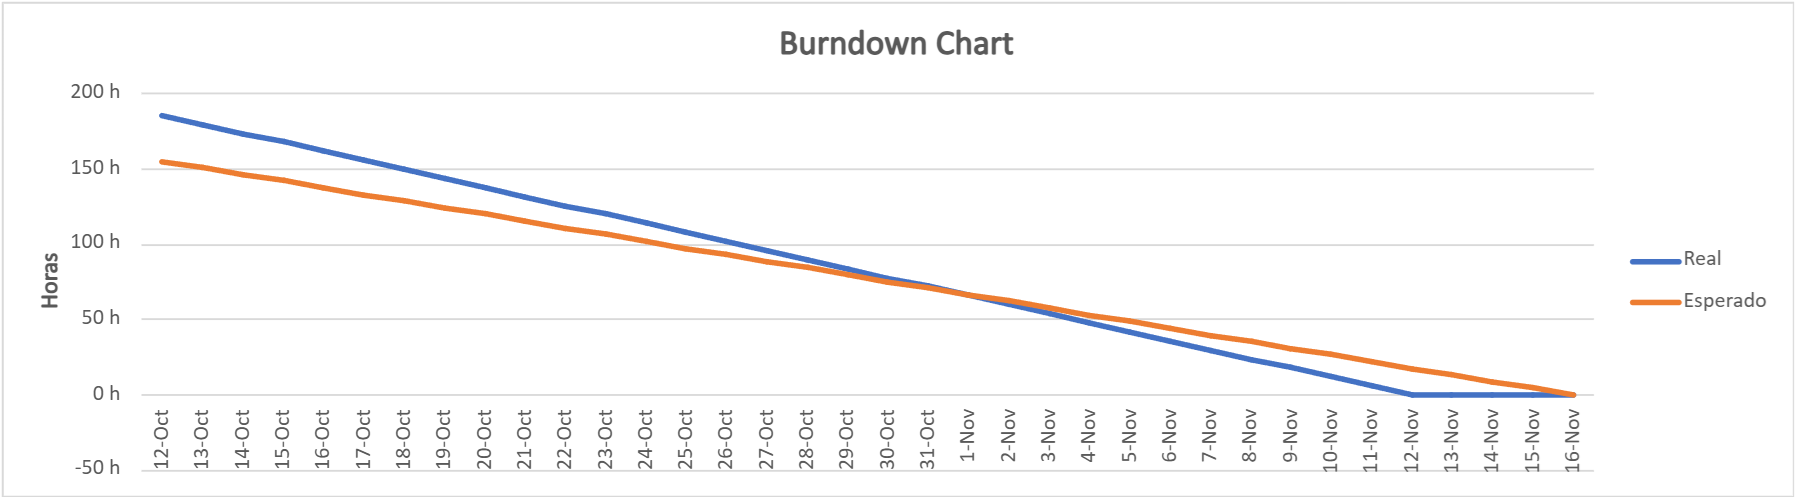 Burndown Chart
200 h
150 h
100 h
50 h
0 h
-50 h
Horas
12-Oct
13-Oct
14-Oct
15-Oct
16-Oct
17-Oct
18-Oct
19-Oct
20-Oct
21-Oct
22-Oct
23-Oct
24-Oct
25-Oct
26-Oct
27-Oct
28-Oct
29-Oct
30-Oct
31-Oct
1-Nov
2-Nov
3-Nov
4-Nov
5-Nov
6-Nov
7-Nov
8-Nov
9-Nov
10-Nov
11-Nov
12-Nov
13-Nov
14-Nov
15-Nov
16-Nov
Real
Esperado